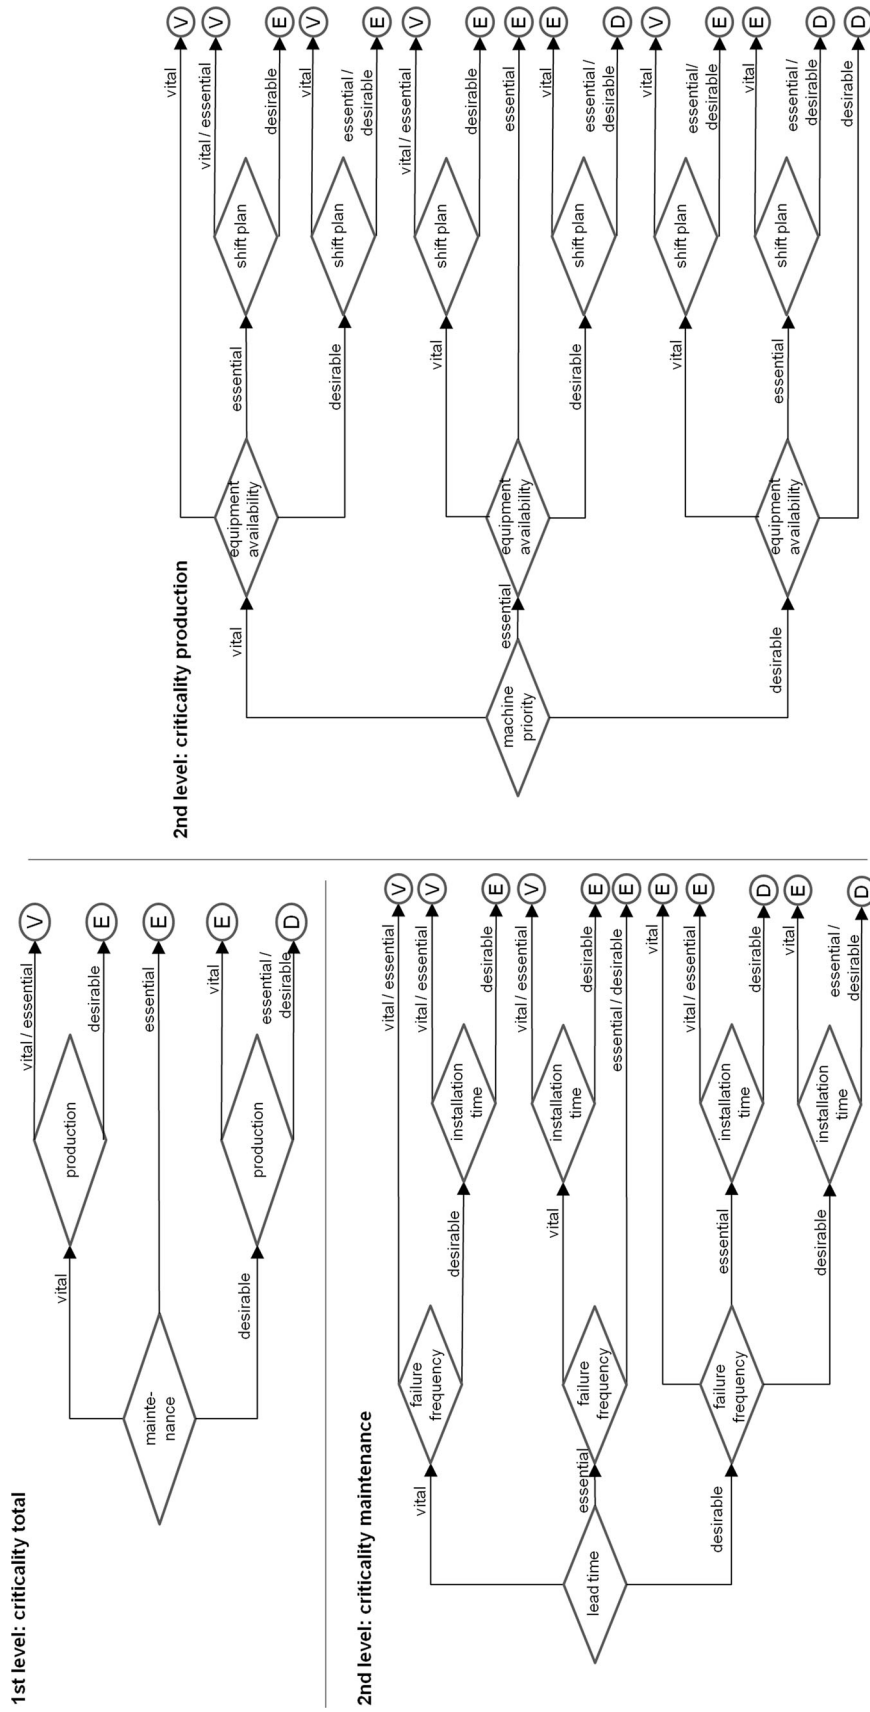 1st level: criticality total
mainte-
nance
vital
essential
desirable
production
vital / essential
desirable
production
vital
essential /
desirable
V
E
E
E
D
2nd level: criticality maintenance
lead time
vital
essential
desirable
failure
frequency
vital / essential
desirable
installation
time
vital / essential
desirable
failure
frequency
vital
essential / desirable
installation
time
vital / essential
desirable
failure
frequency
vital
essential
desirable
installation
time
vital / essential
desirable
installation
time
vital
essential /
desirable
V
V
E
V
E
E
E
E
D
E
D
2nd level: criticality production
machine
priority
vital
essential
desirable
equipment
availability
vital
essential
desirable
shift plan
vital / essential
desirable
shift plan
vital
essential /
desirable
equipment
availability
vital
essential
desirable
shift plan
vital / essential
desirable
shift plan
vital
essential /
desirable
equipment
availability
vital
essential
desirable
shift plan
vital
essential/
desirable
shift plan
vital
essential /
desirable
V
V
E
V
E
V
E
E
E
D
V
E
E
D
D